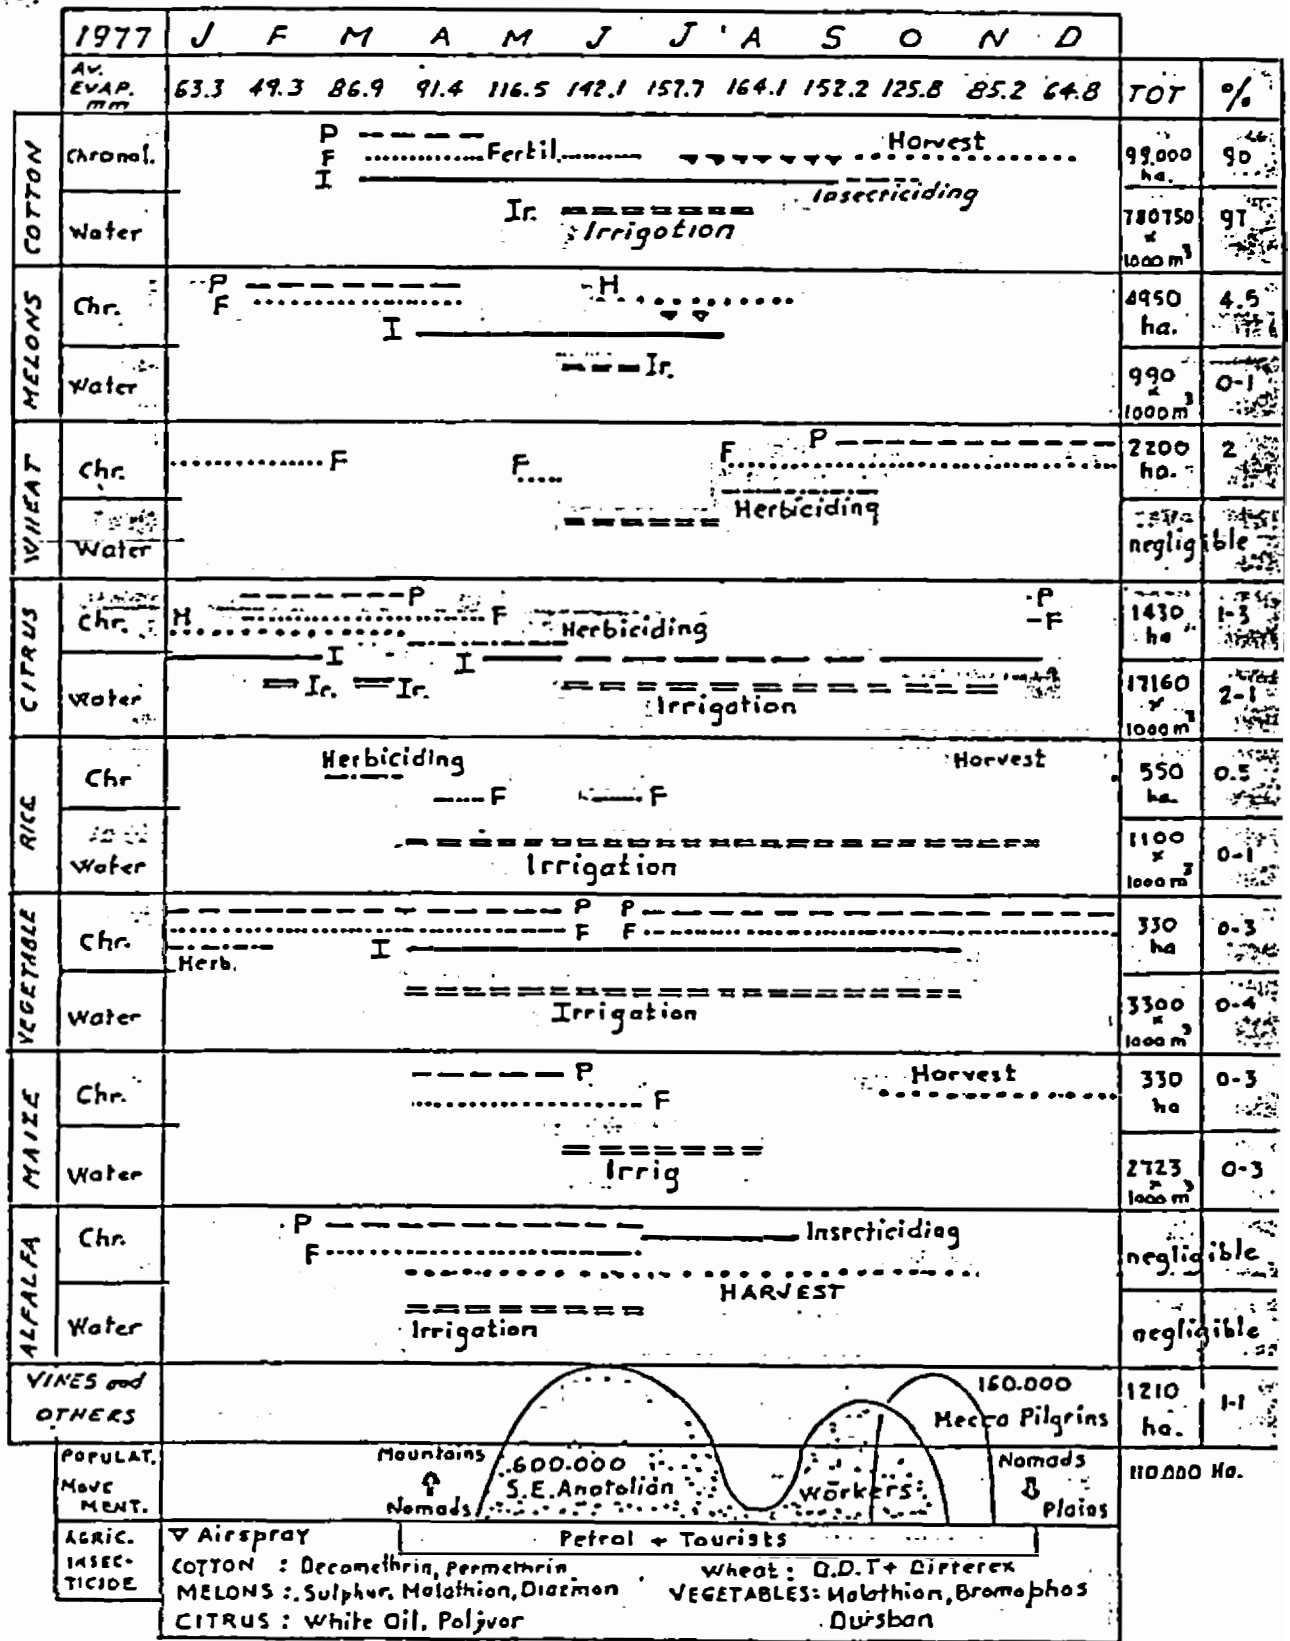 1977 J F M A M J J A S O N D
AV. EVAP. mm 63.3 49.3 86.9 91.4 116.5 142.1 157.7 164.1 152.2 125.8 85.2 64.8 TOT %
COTTON
Chronol. P 99.000 ha. 90
F Fertil. Horvest
I Insecticiding
Water Ir. Irrigation 780750 x 1000 m³ 97
MELONS
Chr. P H 4950 ha. 4.5
F
I
Water Ir. 990 x 1000 m³ 0-1
WHEAT
Chr. F F F P 2200 ha. 2
Herbiciding
Water negligible
CITRUS
Chr. P P 1430 ha 1-3
H F Herbiciding F
I I
Water Ir. Ir. Irrigation 17160 x 1000 m³ 2-1
RICE
Chr Herbiciding Horvest 550 ha. 0.5
F F
Water Irrigation 1100 x 1000 m³ 0-1
VEGETABLE
Chr. P P 330 ha 0-3
F F
Herb. I
Water Irrigation 3300 x 1000 m³ 0-4
MAIZE
Chr. P Horvest 330 ha 0-3
F
Water Irrig 2723 x 1000 m³ 0-3
ALFALFA
Chr. P Insecticiding negligible
F
HARVEST
Water Irrigation negligible
VINES and OTHERS 160.000 Mecca Pilgrins 1210 ha. 1-1
POPULAT. MOVEMENT. Mountains Nomads 600.000 S.E. Anatolian Workers Nomads Plains 110.000 Ha.
AGRIC. INSEC-TICIDE ▽ Airspray Petrol + Tourists
COTTON : Decamethrin, Permethrin Wheat: D.D.T + Dipterex
MELONS : Sulphur, Malathion, Diazinon VEGETABLES: Malathion, Bromophos
CITRUS : White Oil, Polyvor Dursban